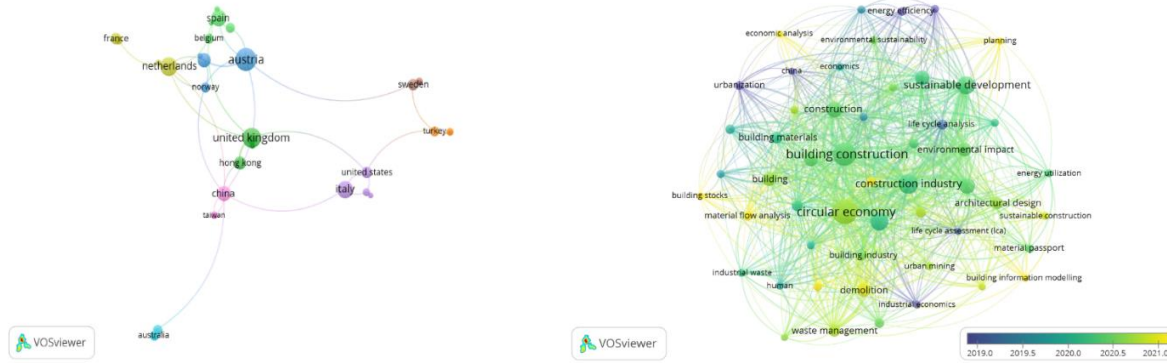 spain
france
belgium
netherlands
austria
norway
sweden
turkey
united kingdom
hong kong
united states
italy
china
taiwan
australia
VOSviewer
energy efficiency
economic analysis
environmental sustainability
planning
economics
china
urbanization
sustainable development
construction
life cycle analysis
building materials
environmental impact
building construction
energy utilization
building
construction industry
building stocks
architectural design
circular economy
material flow analysis
sustainable construction
life cycle assessment (lca)
material passport
building industry
urban mining
industrial waste
building information modelling
human
demolition
industrial economics
waste management
VOSviewer
2019.0 2019.5 2020.0 2020.5 2021.0